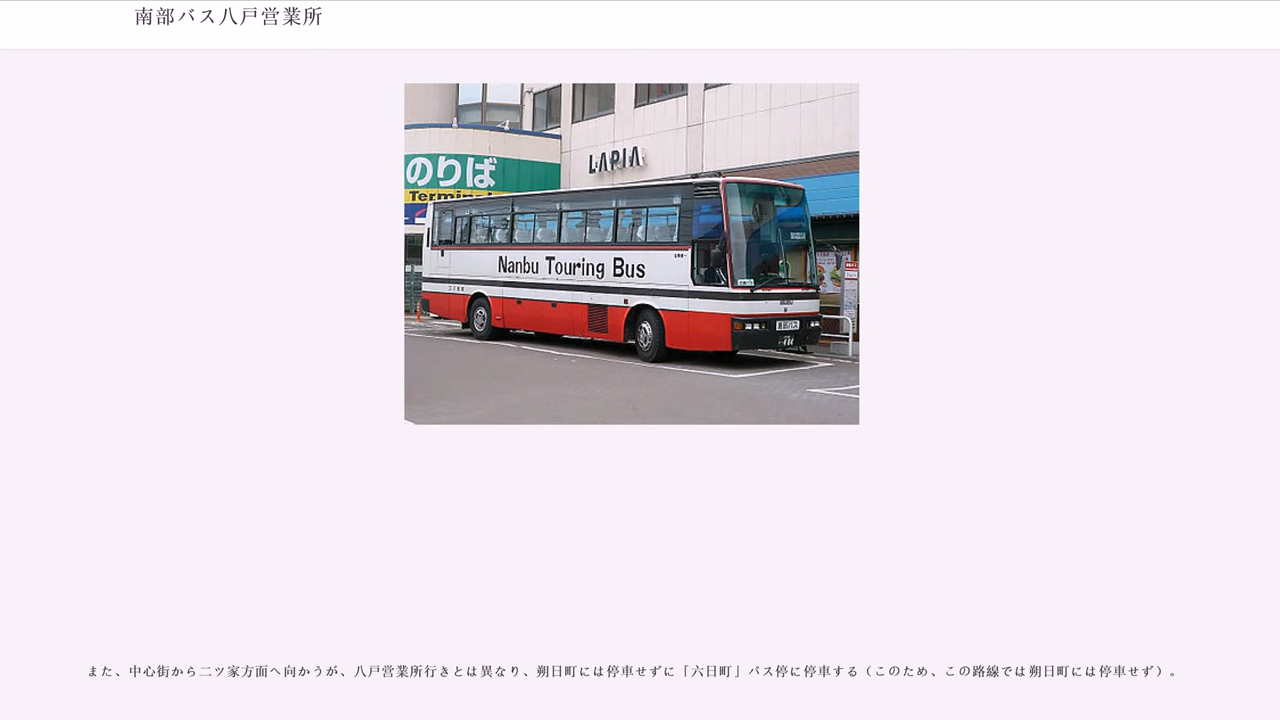 南部バス八戸営業所
LAPIA
のりば
Terminal
Nanbu Touring Bus
南部バス
また、中心街から二ツ家方面へ向かうが、八戸営業所行きとは異なり、朔日町には停車せずに「六日町」バス停に停車する（このため、この路線では朔日町には停車せず）。